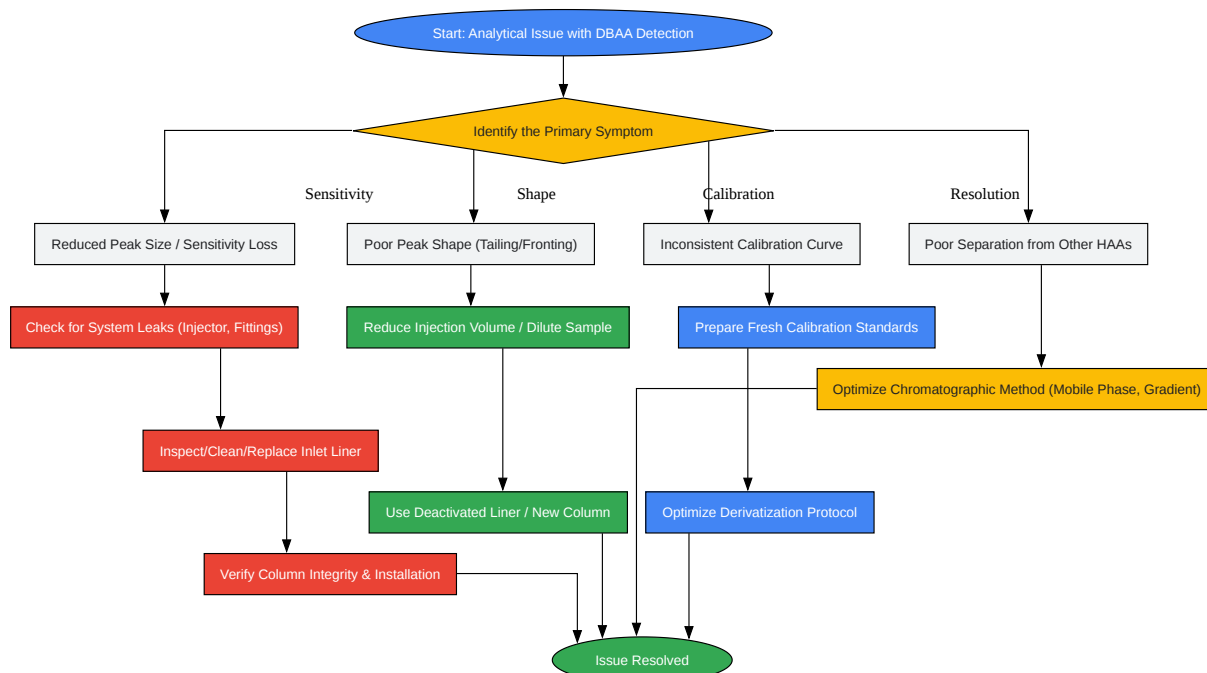 Start: Analytical Issue with DBAA Detection
Identify the Primary Symptom
Sensitivity
Shape
Calibration
Resolution
Reduced Peak Size / Sensitivity Loss
Poor Peak Shape (Tailing/Fronting)
Inconsistent Calibration Curve
Poor Separation from Other HAAs
Check for System Leaks (Injector, Fittings)
Reduce Injection Volume / Dilute Sample
Prepare Fresh Calibration Standards
Optimize Chromatographic Method (Mobile Phase, Gradient)
Inspect/Clean/Replace Inlet Liner
Use Deactivated Liner / New Column
Optimize Derivatization Protocol
Verify Column Integrity & Installation
Issue Resolved